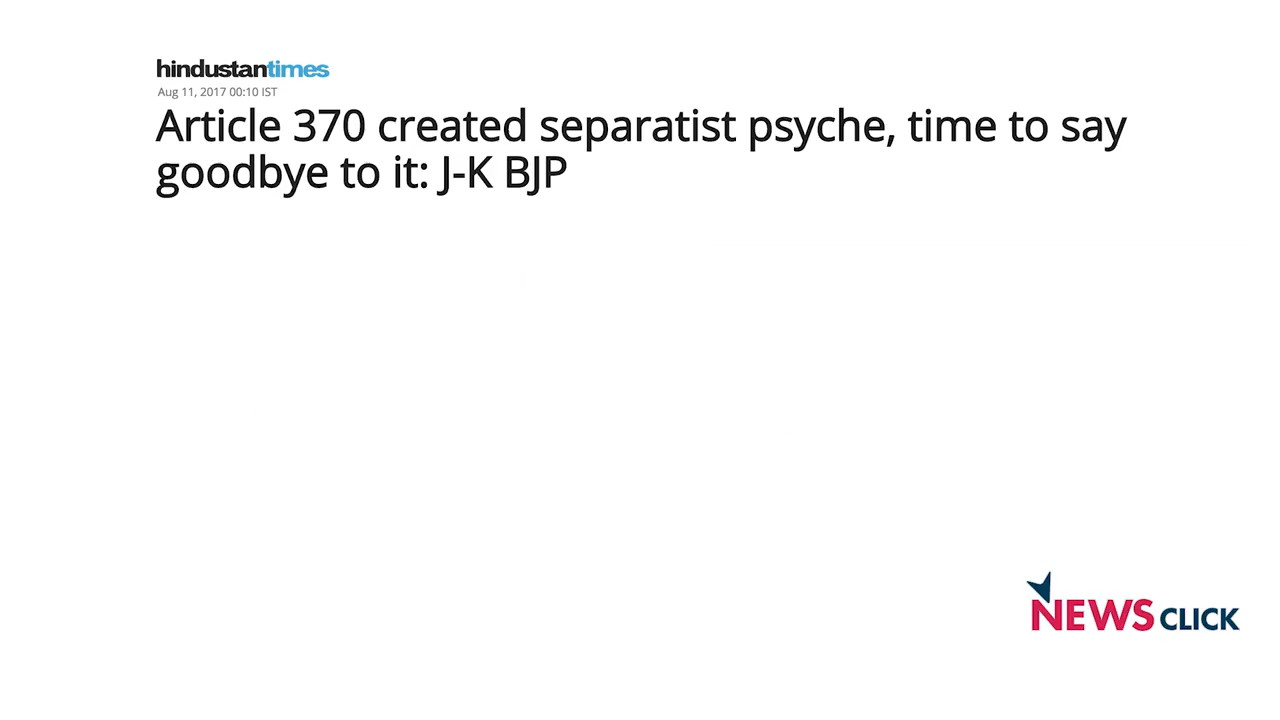 hindustantimes
Aug 11, 2017 00:10 IST
Article 370 created separatist psyche, time to say
goodbye to it: J-K BJP
NEWS CLICK